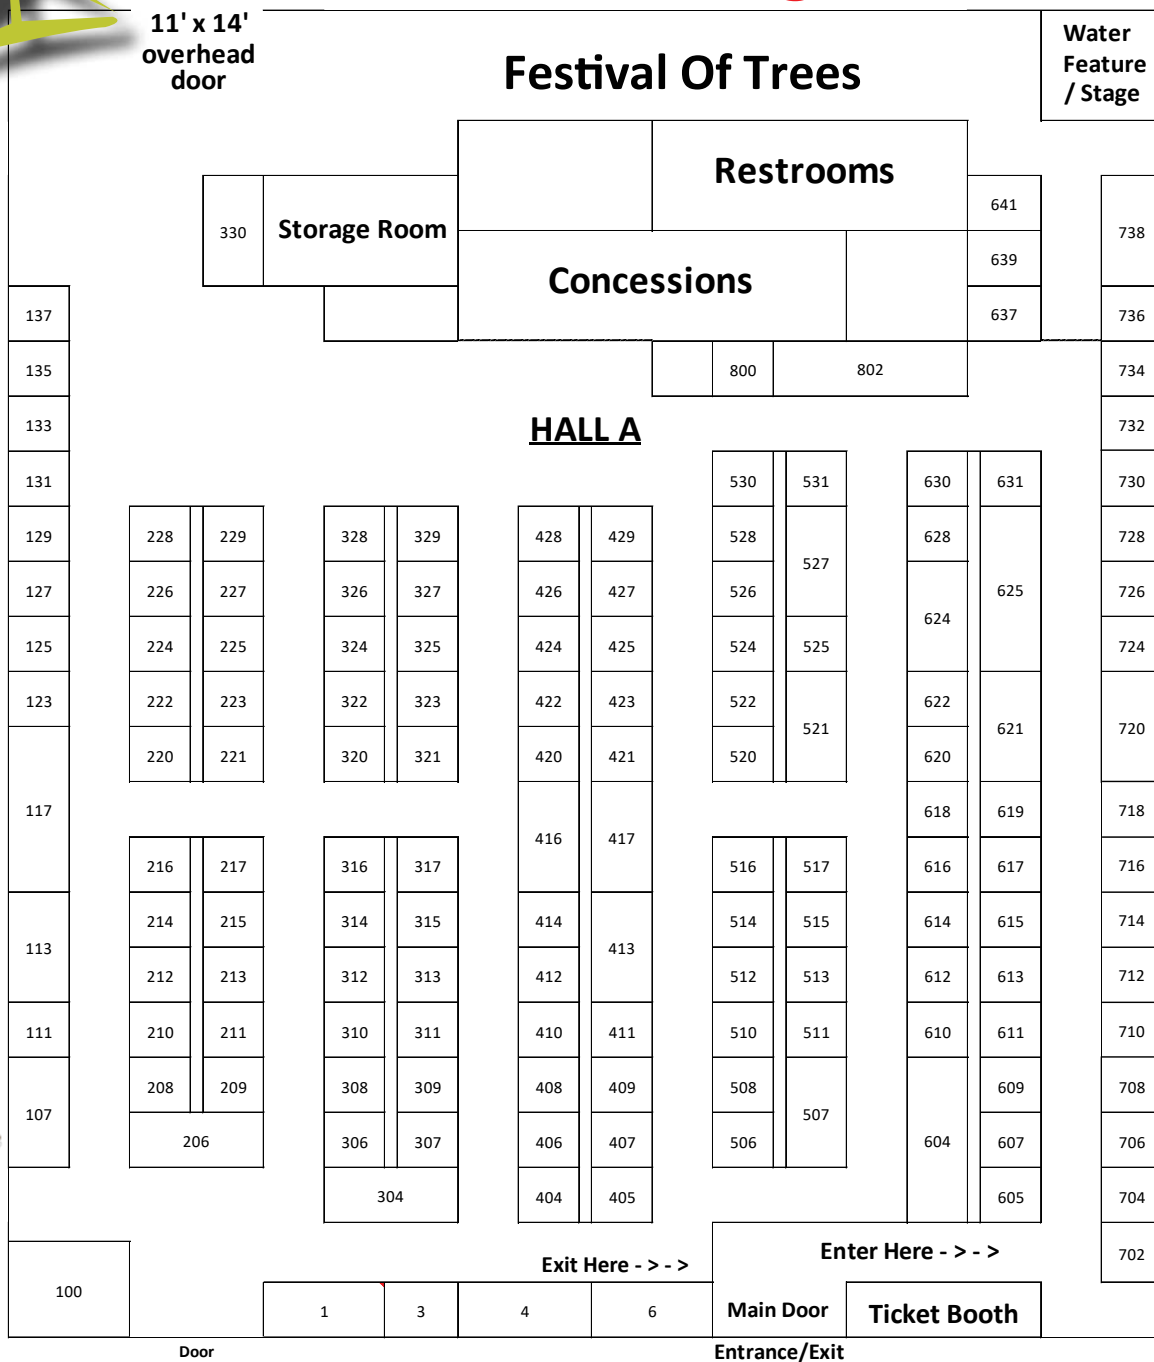 11' x 14'
overhead
door
Festival Of Trees
Water
Feature
/ Stage
Restrooms
641
330 Storage Room 738
639
Concessions
137 637 736
135 800 802 734
133 HALL A 732
131 530 531 630 631 730
129 228 229 328 329 428 429 528 628 728
527
127 226 227 326 327 426 427 526 625 726
624
125 224 225 324 325 424 425 524 525 724
123 222 223 322 323 422 423 522 622
521 621 720
220 221 320 321 420 421 520 620
117 618 619 718
416 417
216 217 316 317 516 517 616 617 716
214 215 314 315 414 514 515 614 615 714
113 413
212 213 312 313 412 512 513 612 613 712
111 210 211 310 311 410 411 510 511 610 611 710
208 209 308 309 408 409 508 609 708
107 507
206 306 307 406 407 506 604 607 706
304 404 405 605 704
Enter Here - > - > 702
Exit Here - > - >
100
1 3 4 6 Main Door Ticket Booth
Door Entrance/Exit